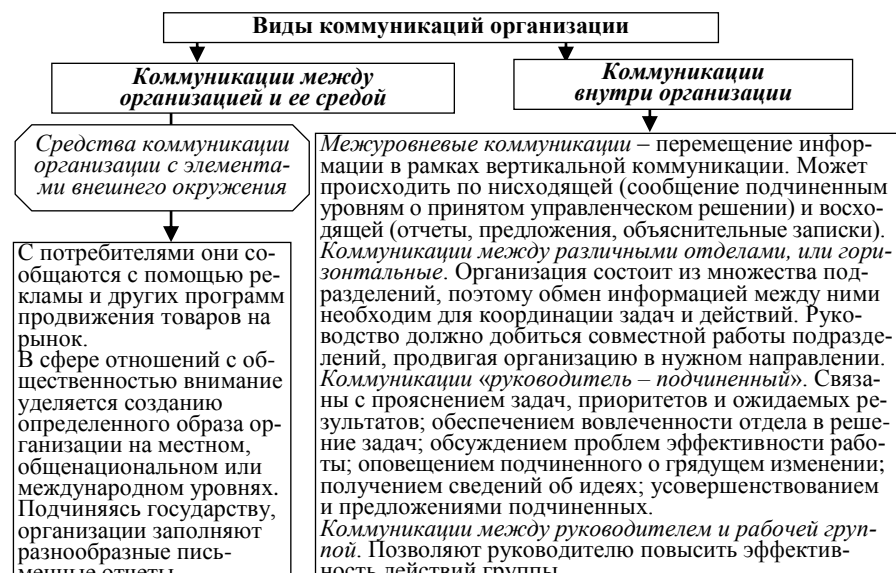 Виды коммуникаций организации
Коммуникации между
организацией и ее средой
Коммуникации
внутри организации
Средства коммуникации
организации с элемента-
ми внешнего окружения
С потребителями они со-
общаются с помощью ре-
кламы и других программ
продвижения товаров на
рынок.
В сфере отношений с об-
щественностью внимание
уделяется созданию
определенного образа ор-
ганизации на местном,
общенациональном или
международном уровнях.
Подчиняясь государству,
организации заполняют
разнообразные пись-
менные отчеты
Межуровневые коммуникации – перемещение инфор-
мации в рамках вертикальной коммуникации. Может
происходить по нисходящей (сообщение подчиненным
уровням о принятом управленческом решении) и восхо-
дящей (отчеты, предложения, объяснительные записки).
Коммуникации между различными отделами, или гори-
зонтальные. Организация состоит из множества под-
разделений, поэтому обмен информацией между ними
необходим для координации задач и действий. Руко-
водство должно добиться совместной работы подразде-
лений, продвигая организацию в нужном направлении.
Коммуникации «руководитель – подчиненный». Связа-
ны с прояснением задач, приоритетов и ожидаемых ре-
зультатов; обеспечением вовлеченности отдела в реше-
ние задач; обсуждением проблем эффективности рабо-
ты; оповещением подчиненного о грядущем изменении;
получением сведений об идеях; усовершенствованием
и предложениями подчиненных.
Коммуникации между руководителем и рабочей груп-
пой. Позволяют руководителю повысить эффектив-
ность действий группы